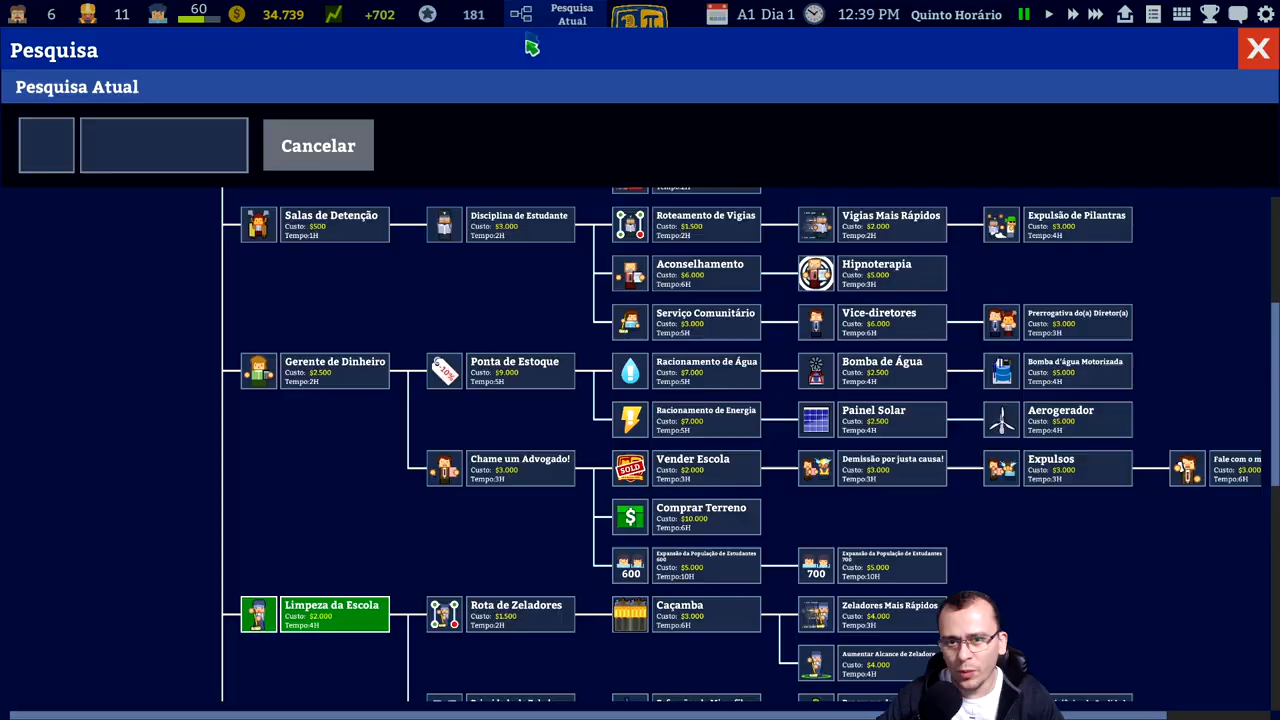 6
11
60
34.739
+702
181
Pesquisa
Atual
A1 Dia 1
12:39 PM
Quinto Horário
Pesquisa
X
Pesquisa Atual
Cancelar
Salas de Detenção
Custo: $500
Tempo:1H
Disciplina de Estudante
Custo: $3.000
Tempo:2H
Roteamento de Vigias
Custo: $1.500
Tempo:2H
Vigias Mais Rápidos
Custo: $2.000
Tempo:2H
Expulsão de Pilantras
Custo: $3.000
Tempo:4H
Aconselhamento
Custo: $6.000
Tempo:6H
Hipnoterapia
Custo: $5.000
Tempo:3H
Serviço Comunitário
Custo: $3.000
Tempo:5H
Vice-diretores
Custo: $6.000
Tempo:6H
Prerrogativa do(a) Diretor(a)
Custo: $3.000
Tempo:3H
Gerente de Dinheiro
Custo: $2.500
Tempo:2H
-10%
Ponta de Estoque
Custo: $9.000
Tempo:5H
Racionamento de Água
Custo: $7.000
Tempo:5H
Bomba de Água
Custo: $2.500
Tempo:4H
Bomba d'água Motorizada
Custo: $5.000
Tempo:4H
Racionamento de Energia
Custo: $7.000
Tempo:5H
Painel Solar
Custo: $2.500
Tempo:4H
Aerogerador
Custo: $5.000
Tempo:4H
Chame um Advogado!
Custo: $3.000
Tempo:3H
SOLD
Vender Escola
Custo: $2.000
Tempo:3H
Demissão por justa causa!
Custo: $3.000
Tempo:3H
Expulsos
Custo: $3.000
Tempo:3H
Fale com o m
Custo: $3.000
Tempo:6H
$
Comprar Terreno
Custo: $10.000
Tempo:6H
600
Expansão da População de Estudantes
600
Custo: $5.000
Tempo:10H
700
Expansão da População de Estudantes
700
Custo: $5.000
Tempo:10H
Limpeza da Escola
Custo: $2.000
Tempo:4H
Rota de Zeladores
Custo: $1.500
Tempo:2H
Caçamba
Custo: $3.000
Tempo:6H
Zeladores Mais Rápidos
Custo: $4.000
Tempo:3H
Aumentar Alcance de Zelador
Custo: $4.000
Tempo:4H